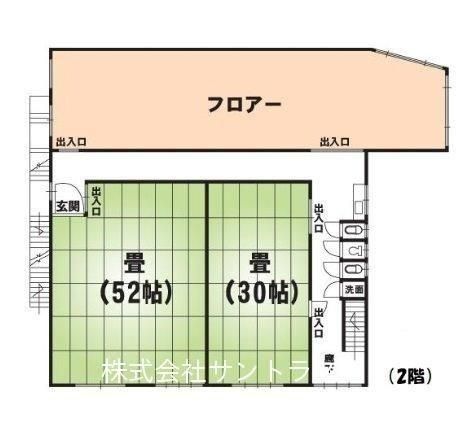 フロアー
出入口
出入口
玄関
出入口
出入口
畳
(52帖)
畳
(30帖)
洗面
出入口
廊下
株式会社サントラ
(2階)